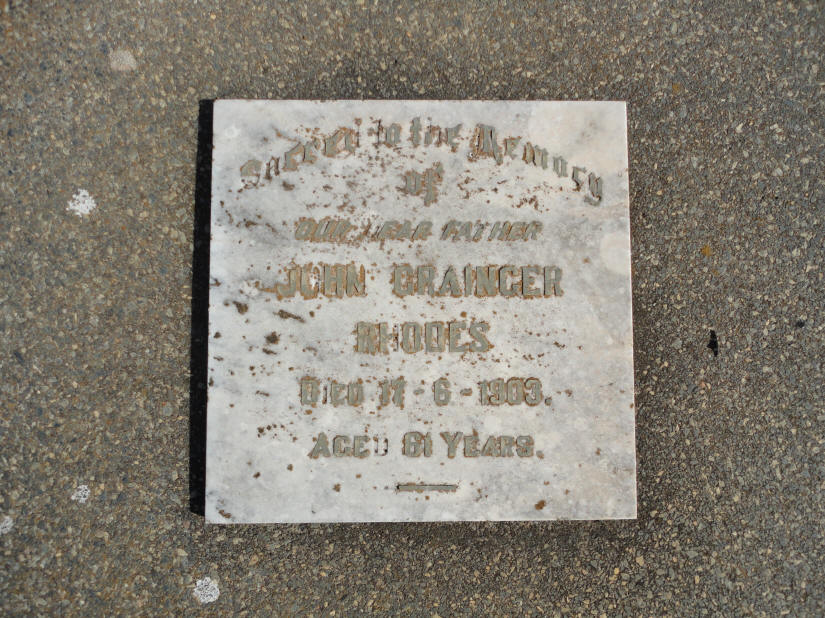 Sacred to the Memory
of
OUR DEAR FATHER
JOHN GRAINGER
RHODES
DIED 11-6-1903.
AGED 61 YEARS.